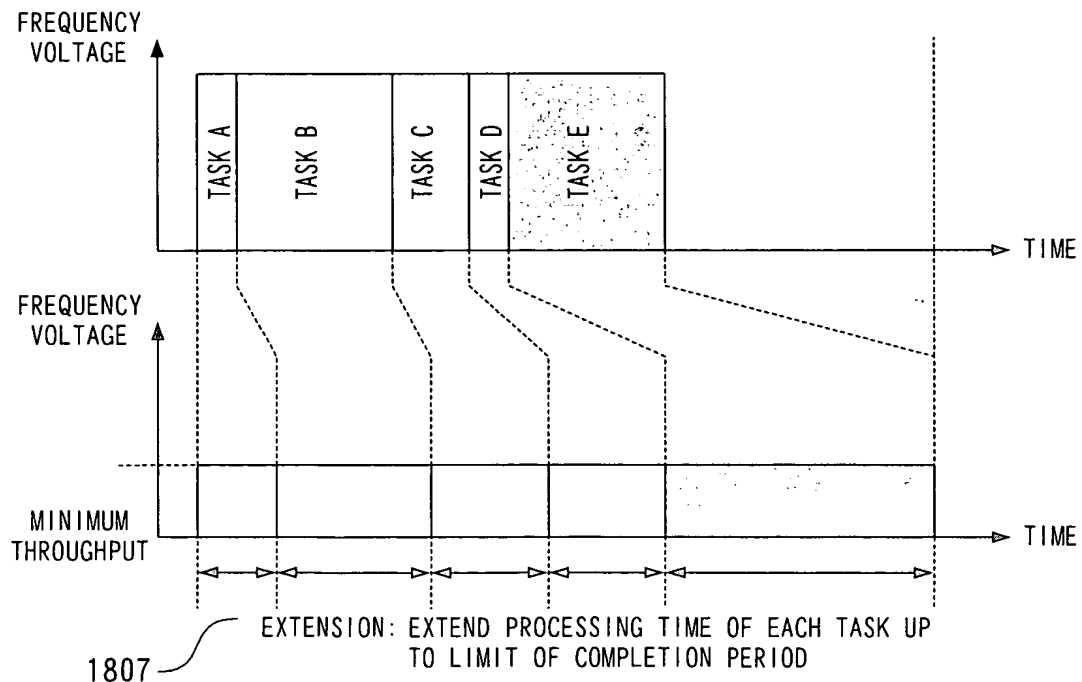 FREQUENCY
VOLTAGE
TASK A
TASK B
TASK C
TASK D
TASK E
TIME
FREQUENCY
VOLTAGE
MINIMUM
THROUGHPUT
TIME
EXTENSION: EXTEND PROCESSING TIME OF EACH TASK UP
TO LIMIT OF COMPLETION PERIOD
1807